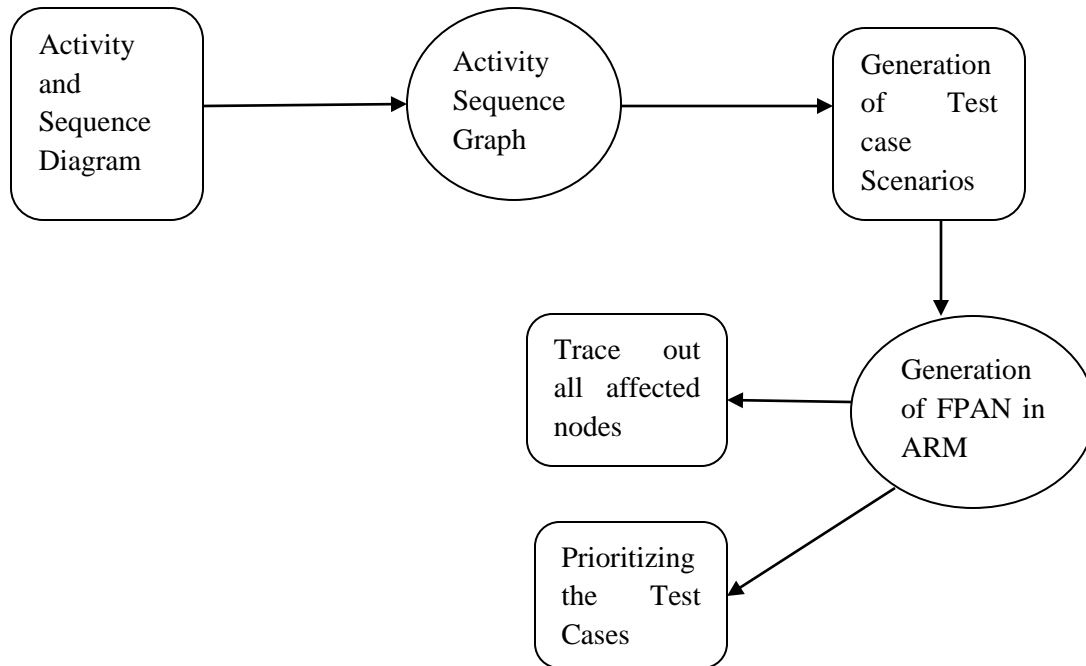 Activity
and
Sequence
Diagram
Activity
Sequence
Graph
Generation
of Test
case
Scenarios
Trace out
all affected
nodes
Generation
of FPAN in
ARM
Prioritizing
the Test
Cases